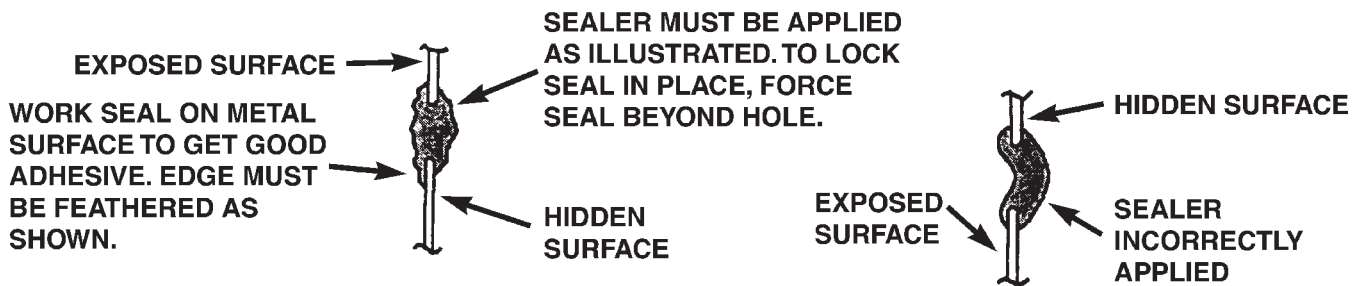 EXPOSED SURFACE
WORK SEAL ON METAL
SURFACE TO GET GOOD
ADHESIVE. EDGE MUST
BE FEATHERED AS
SHOWN.
SEALER MUST BE APPLIED
AS ILLUSTRATED. TO LOCK
SEAL IN PLACE, FORCE
SEAL BEYOND HOLE.
HIDDEN
SURFACE
HIDDEN SURFACE
EXPOSED
SURFACE
SEALER
INCORRECTLY
APPLIED